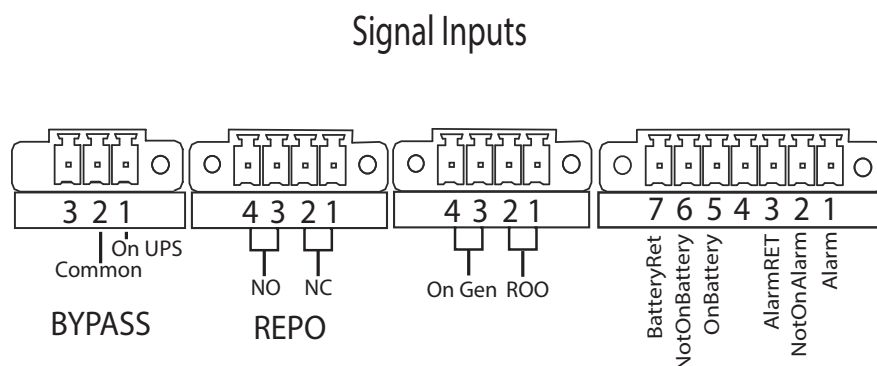 Signal Inputs
3 2 1
4 3 2 1
4 3 2 1
7 6 5 4 3 2 1
On UPS
Common
NO
NC
On Gen
ROO
BatteryRet
NotOnBattery
OnBattery
AlarmRET
NotOnAlarm
Alarm
BYPASS
REPO